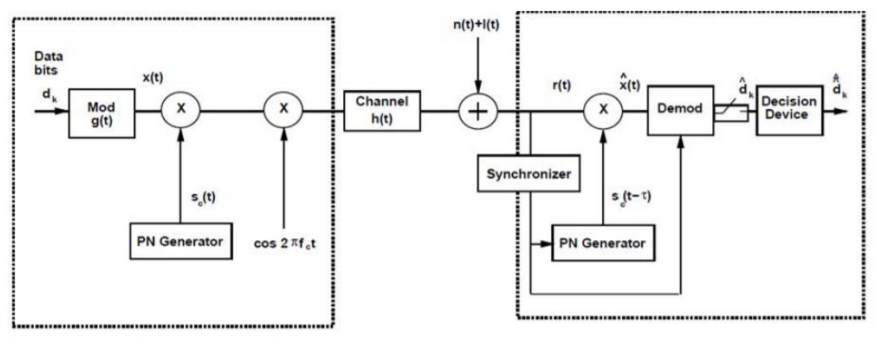 n(t)+I(t)
Data
bits
d_k
x(t)
Mod
g(t)
X
X
Channel
h(t)
+
r(t)
X
x̂(t)
Demod
d̂_k
Decision
Device
d̂̂_k
Synchronizer
s_c(t)
s_c(t−τ)
PN Generator
cos 2πf_ct
PN Generator